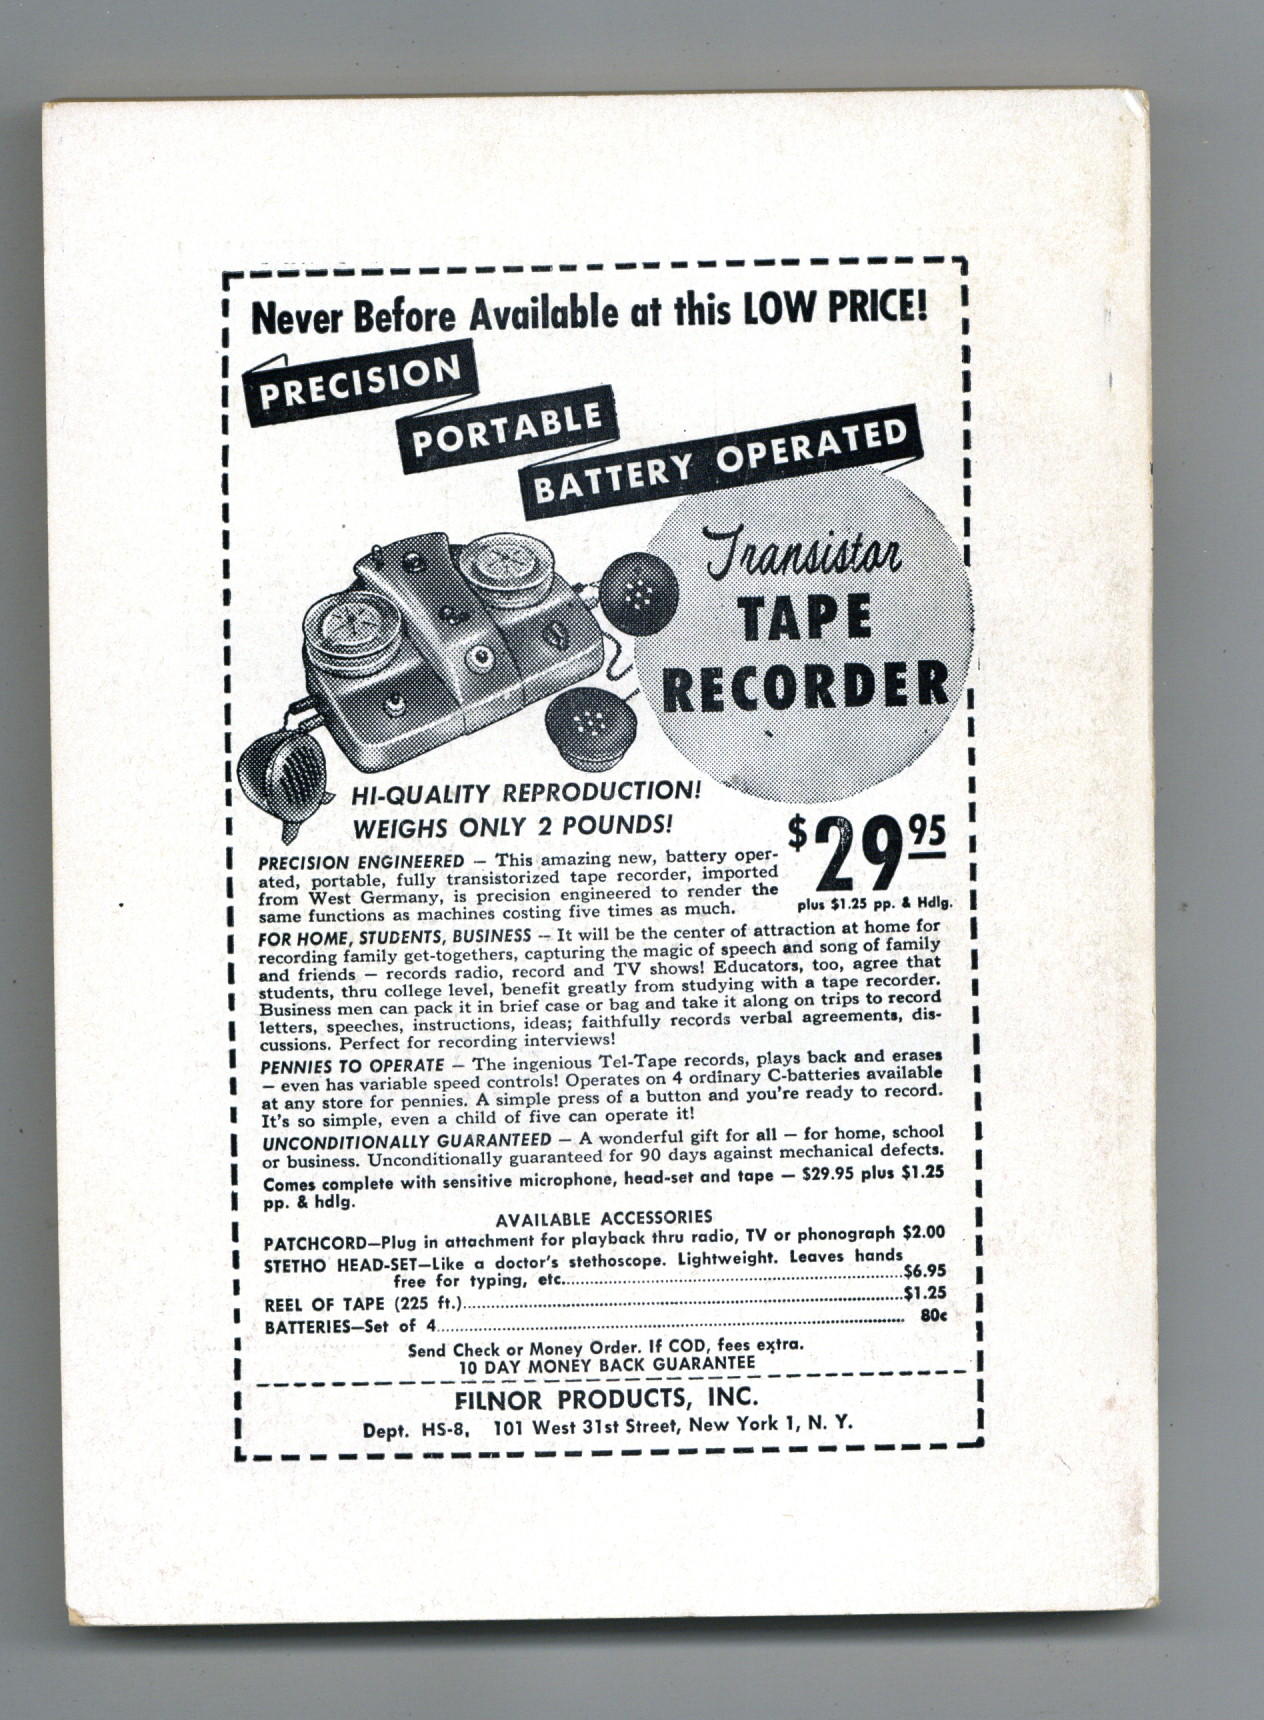 Never Before Available at this LOW PRICE!
PRECISION
PORTABLE
BATTERY OPERATED
Transistor
TAPE
RECORDER
HI-QUALITY REPRODUCTION!
WEIGHS ONLY 2 POUNDS!
$29.95
plus $1.25 pp. & Hdlg.
PRECISION ENGINEERED — This amazing new, battery oper-
ated, portable, fully transistorized tape recorder, imported
from West Germany, is precision engineered to render the
same functions as machines costing five times as much.
FOR HOME, STUDENTS, BUSINESS — It will be the center of attraction at home for
recording family get-togethers, capturing the magic of speech and song of family
and friends — records radio, record and TV shows! Educators, too, agree that
students, thru college level, benefit greatly from studying with a tape recorder.
Business men can pack it in brief case or bag and take it along on trips to record
letters, speeches, instructions, ideas; faithfully records verbal agreements, dis-
cussions. Perfect for recording interviews!
PENNIES TO OPERATE — The ingenious Tel-Tape records, plays back and erases
— even has variable speed controls! Operates on 4 ordinary C-batteries available
at any store for pennies. A simple press of a button and you're ready to record.
It's so simple, even a child of five can operate it!
UNCONDITIONALLY GUARANTEED — A wonderful gift for all — for home, school
or business. Unconditionally guaranteed for 90 days against mechanical defects.
Comes complete with sensitive microphone, head-set and tape — $29.95 plus $1.25
pp. & hdlg.
AVAILABLE ACCESSORIES
PATCHCORD—Plug in attachment for playback thru radio, TV or phonograph $2.00
STETHO HEAD-SET—Like a doctor's stethoscope. Lightweight. Leaves hands
free for typing, etc. $6.95
REEL OF TAPE (225 ft.) $1.25
BATTERIES—Set of 4 80c
Send Check or Money Order. If COD, fees extra.
10 DAY MONEY BACK GUARANTEE
FILNOR PRODUCTS, INC.
Dept. HS-8, 101 West 31st Street, New York 1, N. Y.